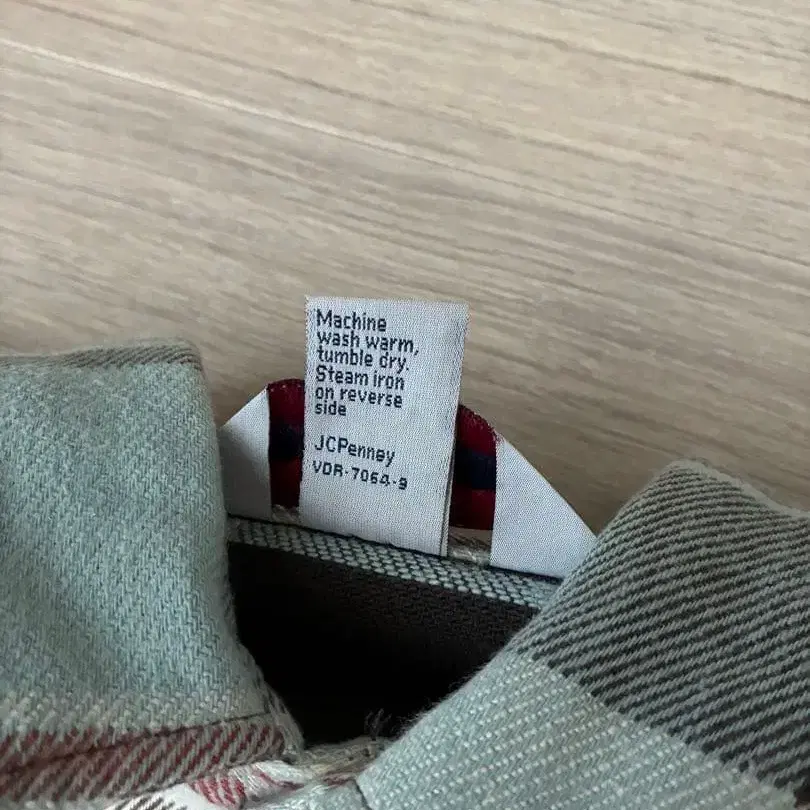 Machine
wash warm,
tumble dry.
Steam iron
on reverse
side
JCPenney
VDR-7064-9